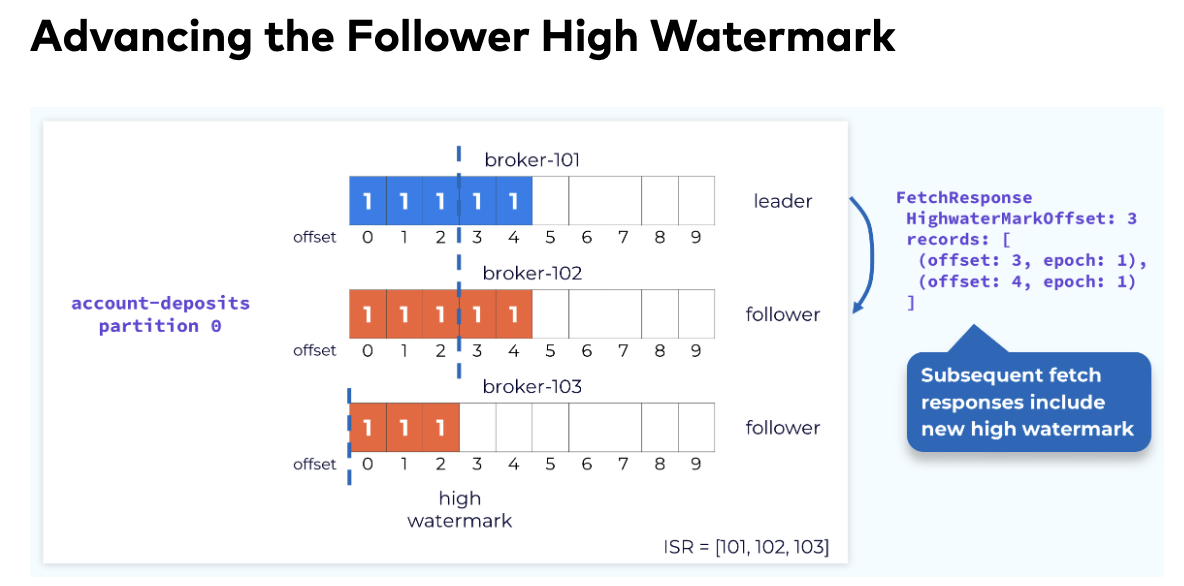 Advancing the Follower High Watermark
broker-101
1 1 1 1 1
leader
offset 0 1 2 3 4 5 6 7 8 9
broker-102
1 1 1 1 1
follower
offset 0 1 2 3 4 5 6 7 8 9
broker-103
1 1 1
follower
offset 0 1 2 3 4 5 6 7 8 9
account-deposits
partition 0
high
watermark
ISR = [101, 102, 103]
FetchResponse
HighwaterMarkOffset: 3
records: [
(offset: 3, epoch: 1),
(offset: 4, epoch: 1)
]
Subsequent fetch
responses include
new high watermark